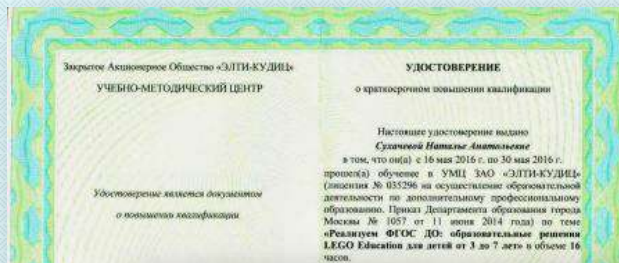 Закрытое Акционерное Общество «ЭЛТИ-КУДИЦ»
УЧЕБНО-МЕТОДИЧЕСКИЙ ЦЕНТР
Удостоверение является документом
о повышении квалификации
УДОСТОВЕРЕНИЕ
о краткосрочном повышении квалификации
Настоящее удостоверение выдано
Сухачевой Наталье Анатольевне
в том, что он(а) с 16 мая 2016 г. по 30 мая 2016 г.
прошел(а) обучение в УМЦ ЗАО «ЭЛТИ-КУДИЦ»
(лицензия № 035296 на осуществление образовательной
деятельности по дополнительному профессиональному
образованию. Приказ Департамента образования города
Москвы № 1057 от 11 июня 2014 года) по теме
«Реализуем ФГОС ДО: образовательные решения
LEGO Education для детей от 3 до 7 лет» в объеме 16
часов.